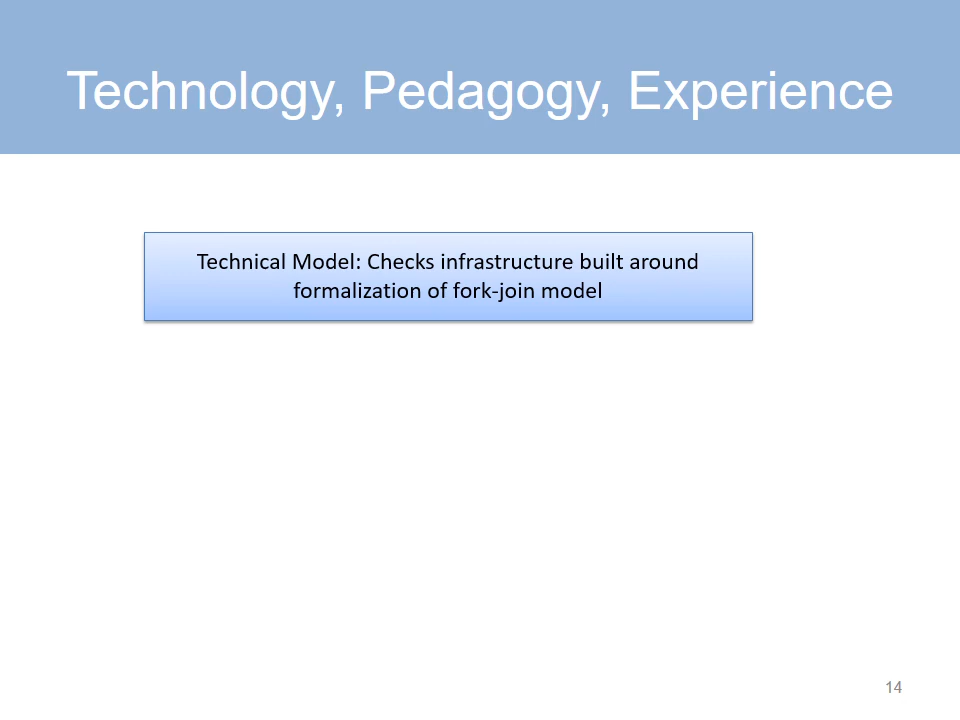 Technology, Pedagogy, Experience
Technical Model: Checks infrastructure built around
formalization of fork-join model
14